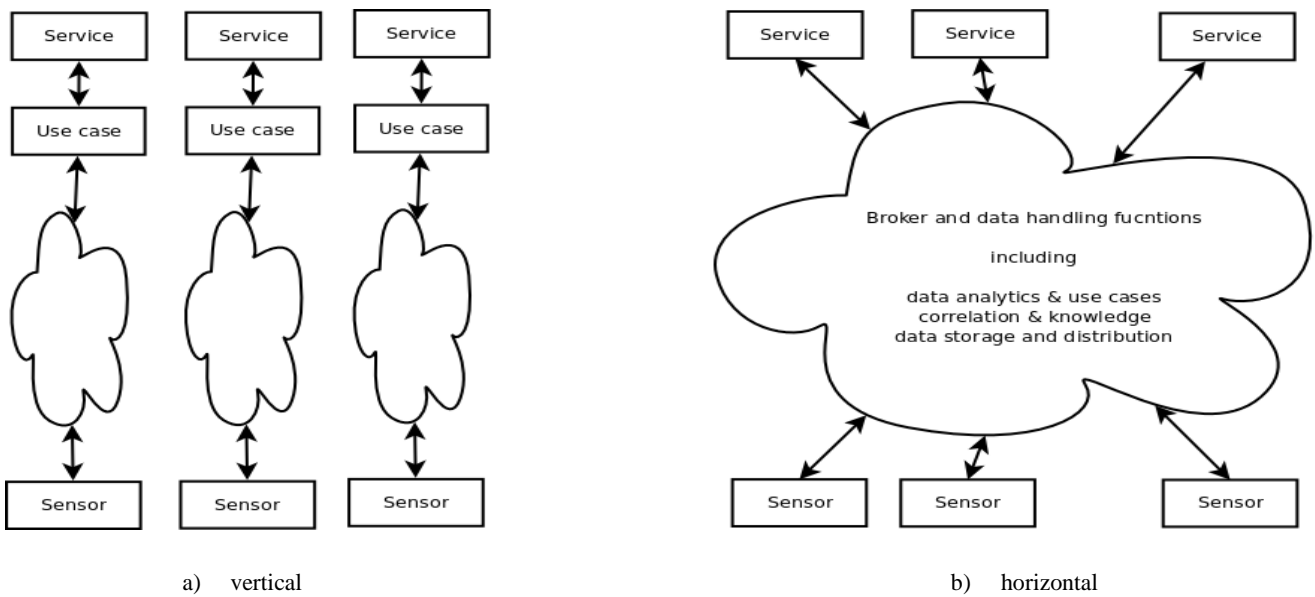 Service
Service
Service
Use case
Use case
Use case
Sensor
Sensor
Sensor
a) vertical
Service
Service
Service
Broker and data handling fucntions
including
data analytics & use cases
correlation & knowledge
data storage and distribution
Sensor
Sensor
Sensor
b) horizontal